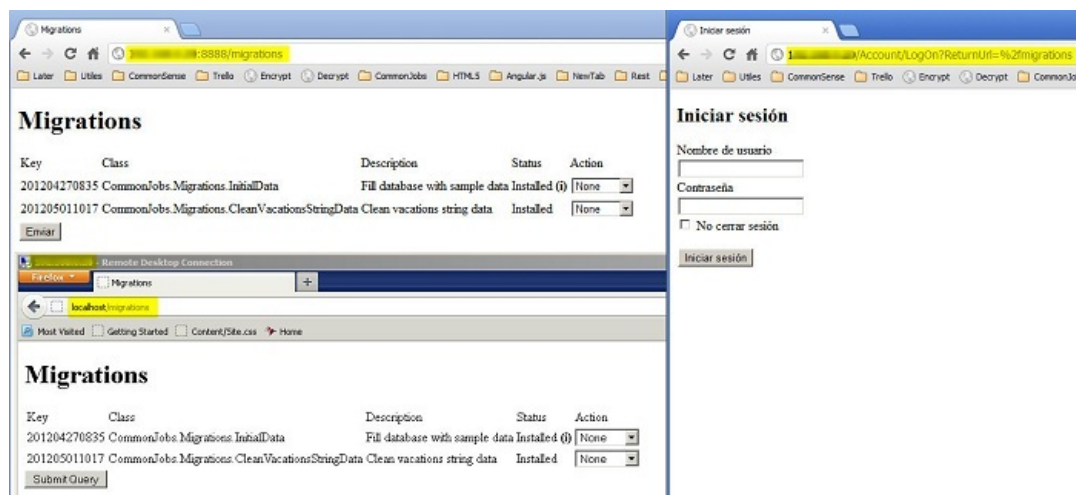 Migrations
:8888/migrations
Later Utiles CommonSense Trello Encrypt Decrypt CommonJobs HTML5 Angular.js NewTab Rest
Migrations
Key Class Description Status Action
201204270835 CommonJobs.Migrations.InitialData Fill database with sample data Installed (i) None
201205011017 CommonJobs.Migrations.CleanVacationsStringData Clean vacations string data Installed None
Enviar
- Remote Desktop Connection
Firefox
Migrations
localhost/migrations
Most Visited Getting Started Content/Site.css Home
Migrations
Key Class Description Status Action
201204270835 CommonJobs.Migrations.InitialData Fill database with sample data Installed (i) None
201205011017 CommonJobs.Migrations.CleanVacationsStringData Clean vacations string data Installed None
Submit Query
Iniciar sesión
/Account/LogOn?ReturnUrl=%2fmigrations
Later Utiles CommonSense Trello Encrypt Decrypt CommonJo
Iniciar sesión
Nombre de usuario
Contraseña
No cerrar sesión
Iniciar sesión